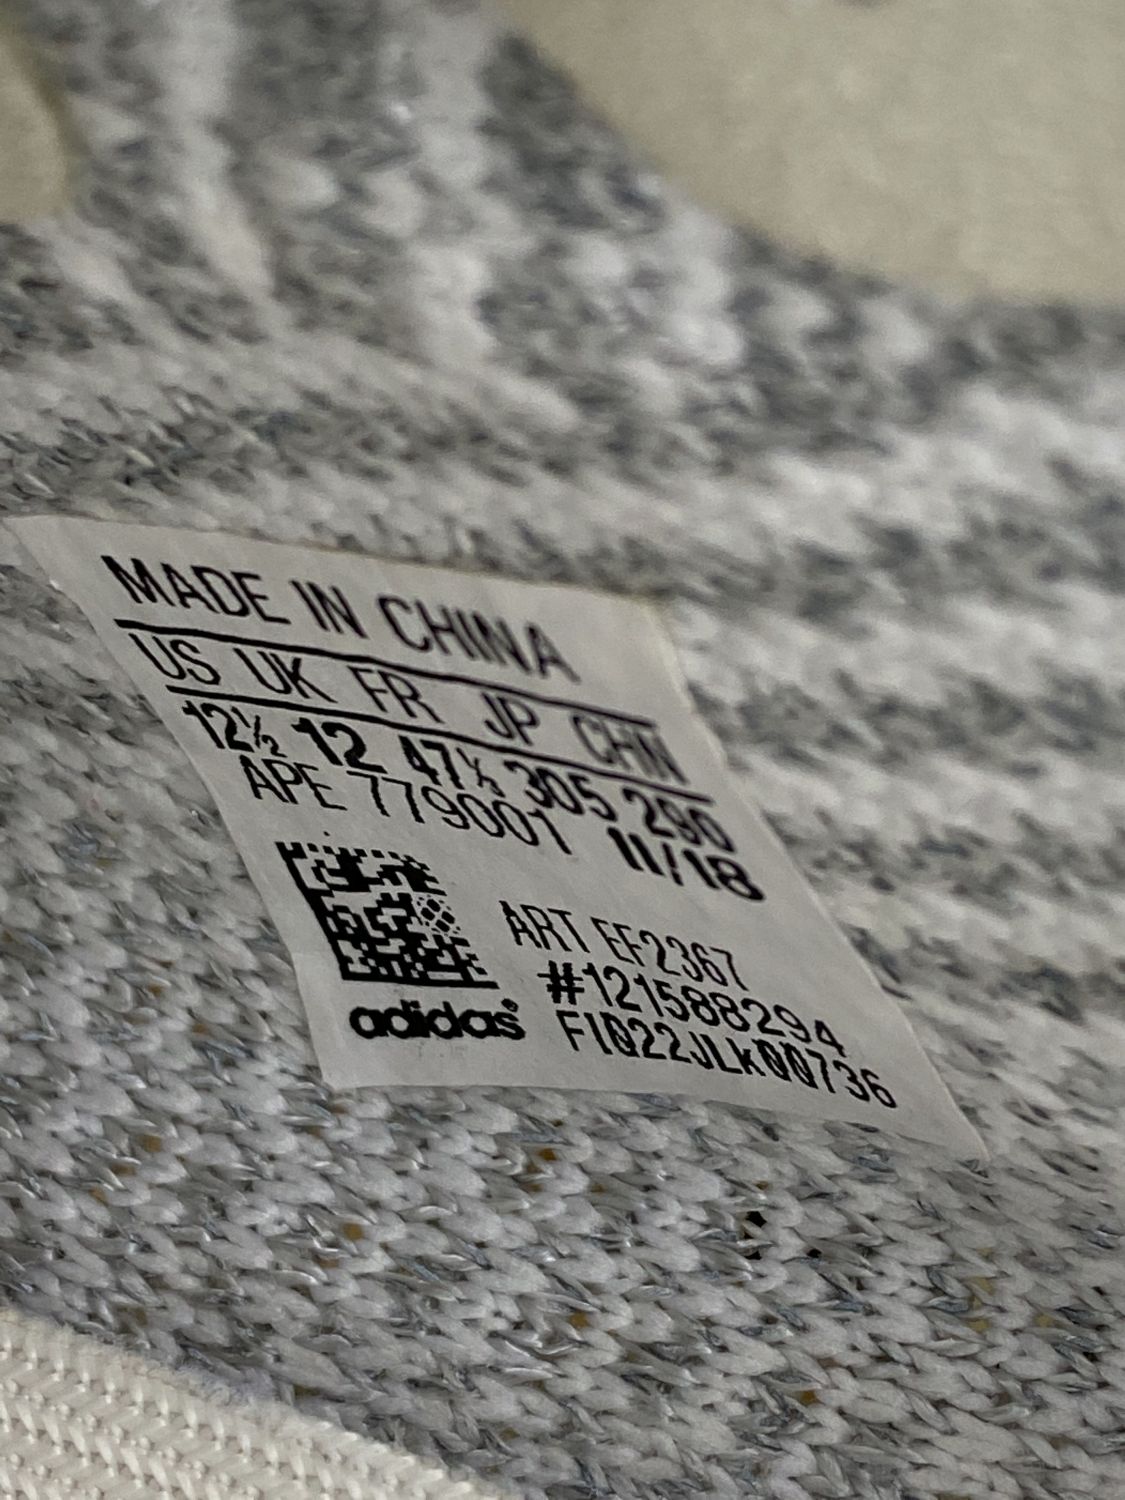 MADE IN CHINA
US UK FR JP CHN
12½ 12 47⅓ 305 290
APE 779001 11/18
ART EF2367
#121588294
adidas®
F1Q22JLK00736